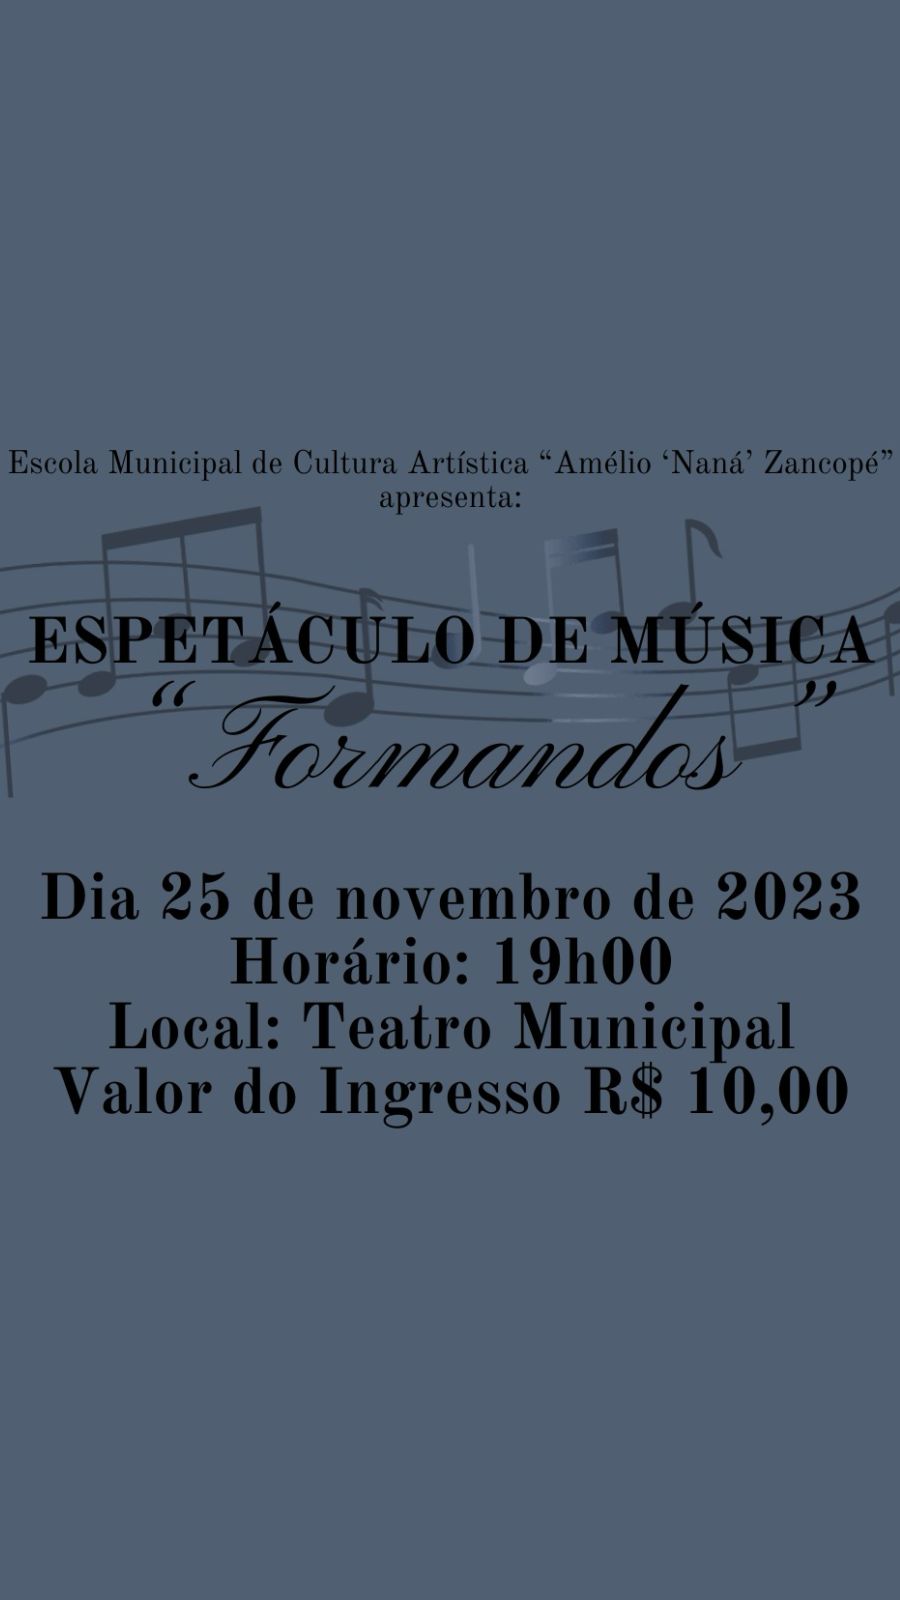 Escola Municipal de Cultura Artística “Amélio ‘Naná’ Zancopé”
apresenta:
ESPETÁCULO DE MÚSICA
“Formandos”
Dia 25 de novembro de 2023
Horário: 19h00
Local: Teatro Municipal
Valor do Ingresso R$ 10,00